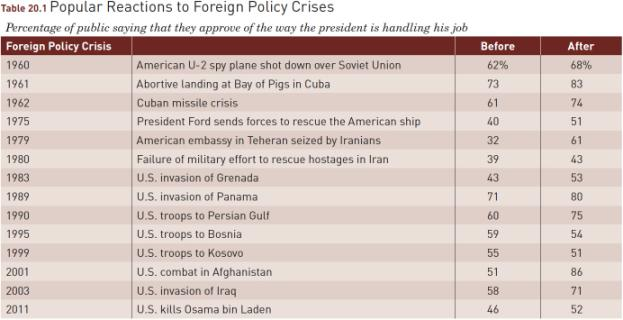 Table 20.1 Popular Reactions to Foreign Policy Crises
Percentage of public saying that they approve of the way the president is handling his job
Foreign Policy Crisis Before After
1960 American U-2 spy plane shot down over Soviet Union 62% 68%
1961 Abortive landing at Bay of Pigs in Cuba 73 83
1962 Cuban missile crisis 61 74
1975 President Ford sends forces to rescue the American ship 40 51
1979 American embassy in Teheran seized by Iranians 32 61
1980 Failure of military effort to rescue hostages in Iran 39 43
1983 U.S. invasion of Grenada 43 53
1989 U.S. invasion of Panama 71 80
1990 U.S. troops to Persian Gulf 60 75
1995 U.S. troops to Bosnia 59 54
1999 U.S. troops to Kosovo 55 51
2001 U.S. combat in Afghanistan 51 86
2003 U.S. invasion of Iraq 58 71
2011 U.S. kills Osama bin Laden 46 52